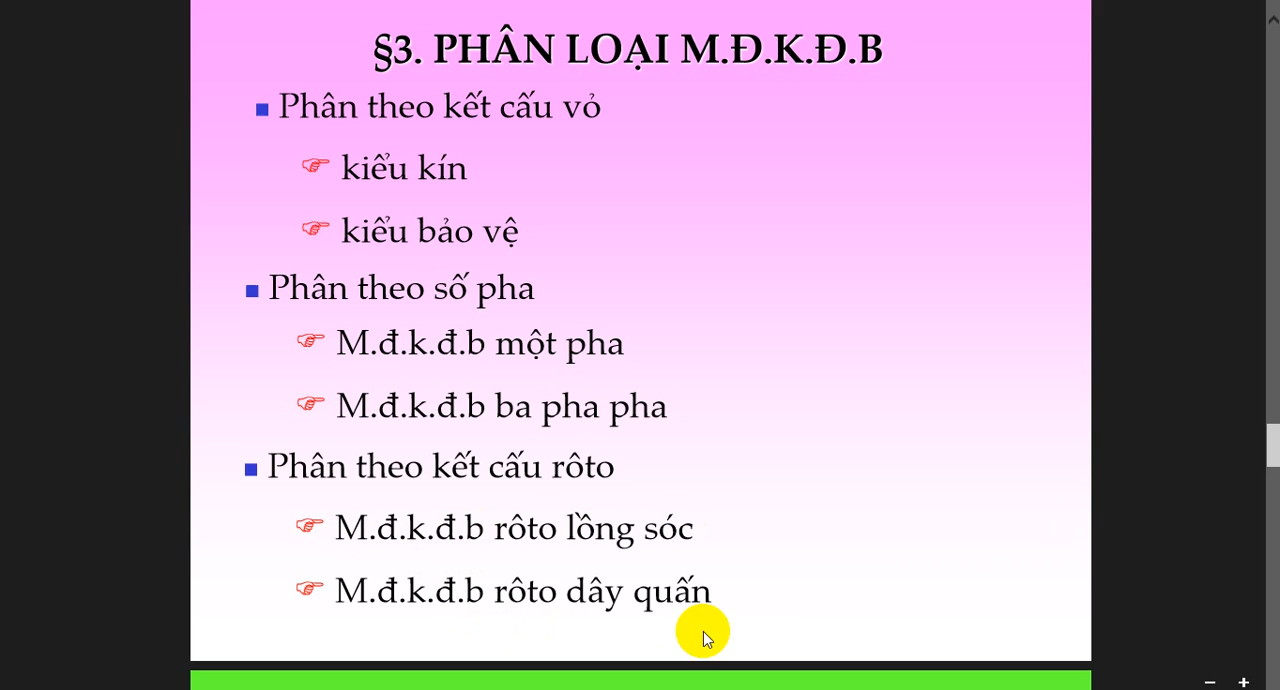 §3. PHÂN LOẠI M.Đ.K.Đ.B
Phân theo kết cấu vỏ
kiểu kín
kiểu bảo vệ
Phân theo số pha
M.đ.k.đ.b một pha
M.đ.k.đ.b ba pha pha
Phân theo kết cấu rôto
M.đ.k.đ.b rôto lồng sóc
M.đ.k.đ.b rôto dây quấn